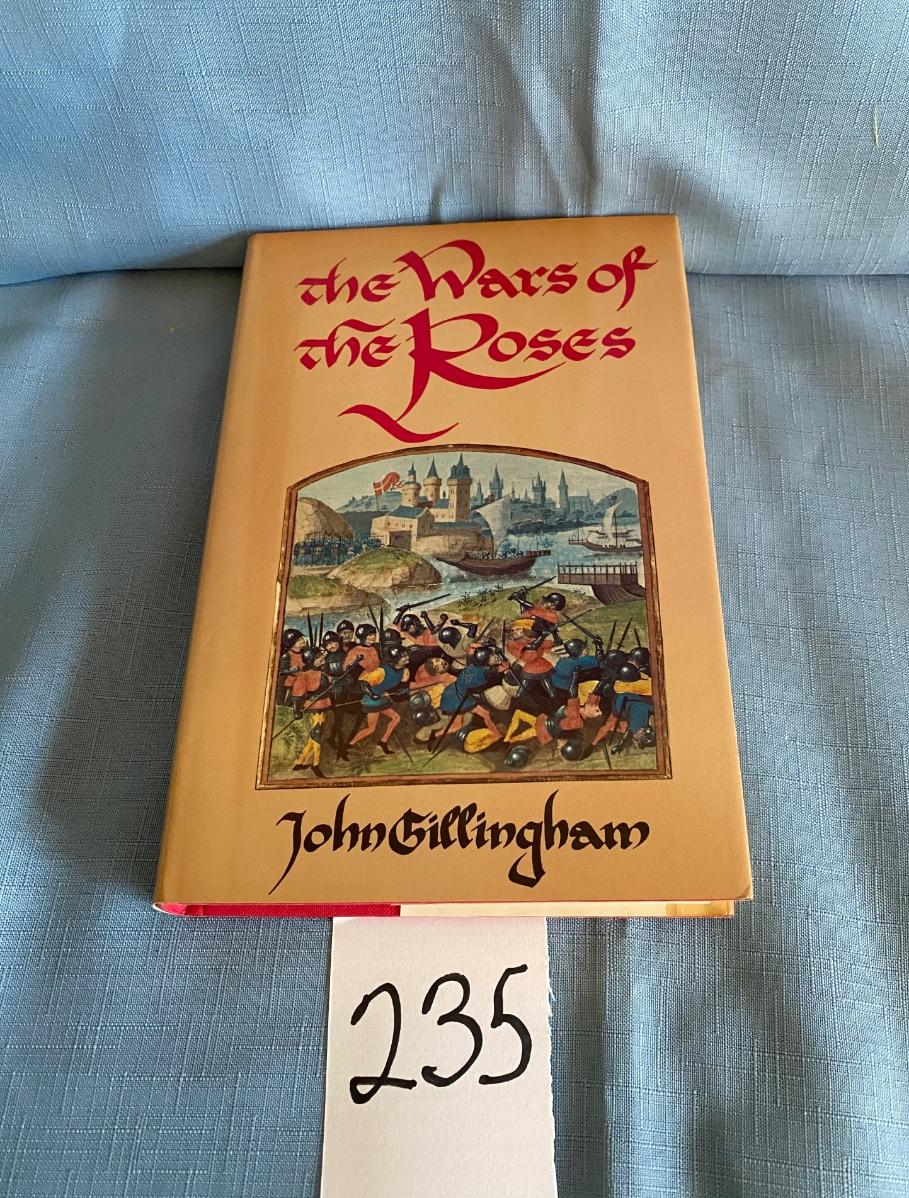 the Wars of
the Roses
John Gillingham
235